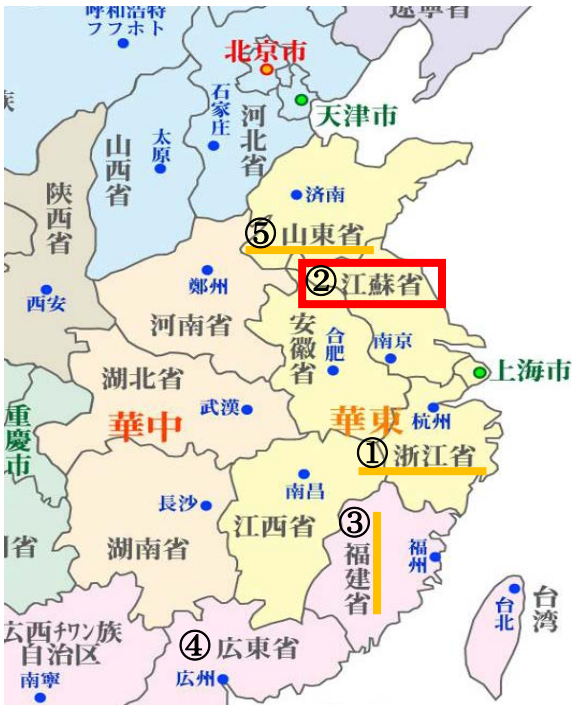 呼和浩特
フフホト
遼寧省
族
北京市
天津市
石家庄
河北省
山西省
太原
陝西省
済南
⑤山東省
②江蘇省
西安
鄭州
河南省
安徽省
合肥
南京
上海市
湖北省
武漢
華中
華東
杭州
重慶市
①浙江省
南昌
長沙
江西省
③福建省
福州
省
湖南省
台北
台湾
広西チワン族
自治区
④広東省
南寧
広州